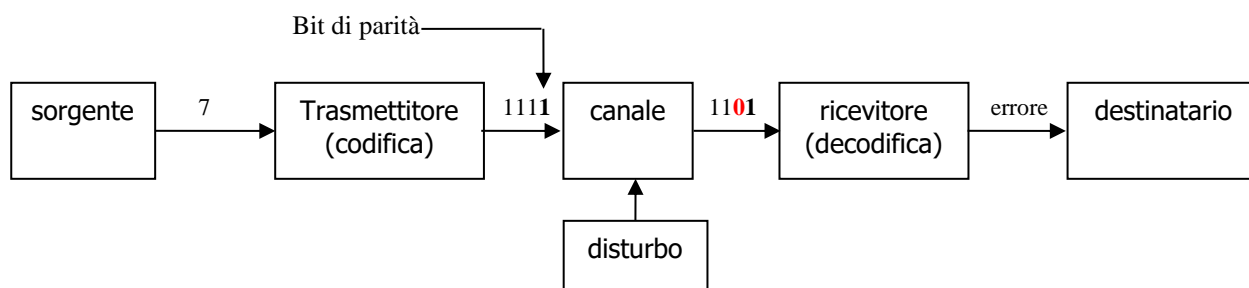 Bit di parità
sorgente
7
Trasmettitore
(codifica)
1111
canale
1101
ricevitore
(decodifica)
errore
destinatario
disturbo